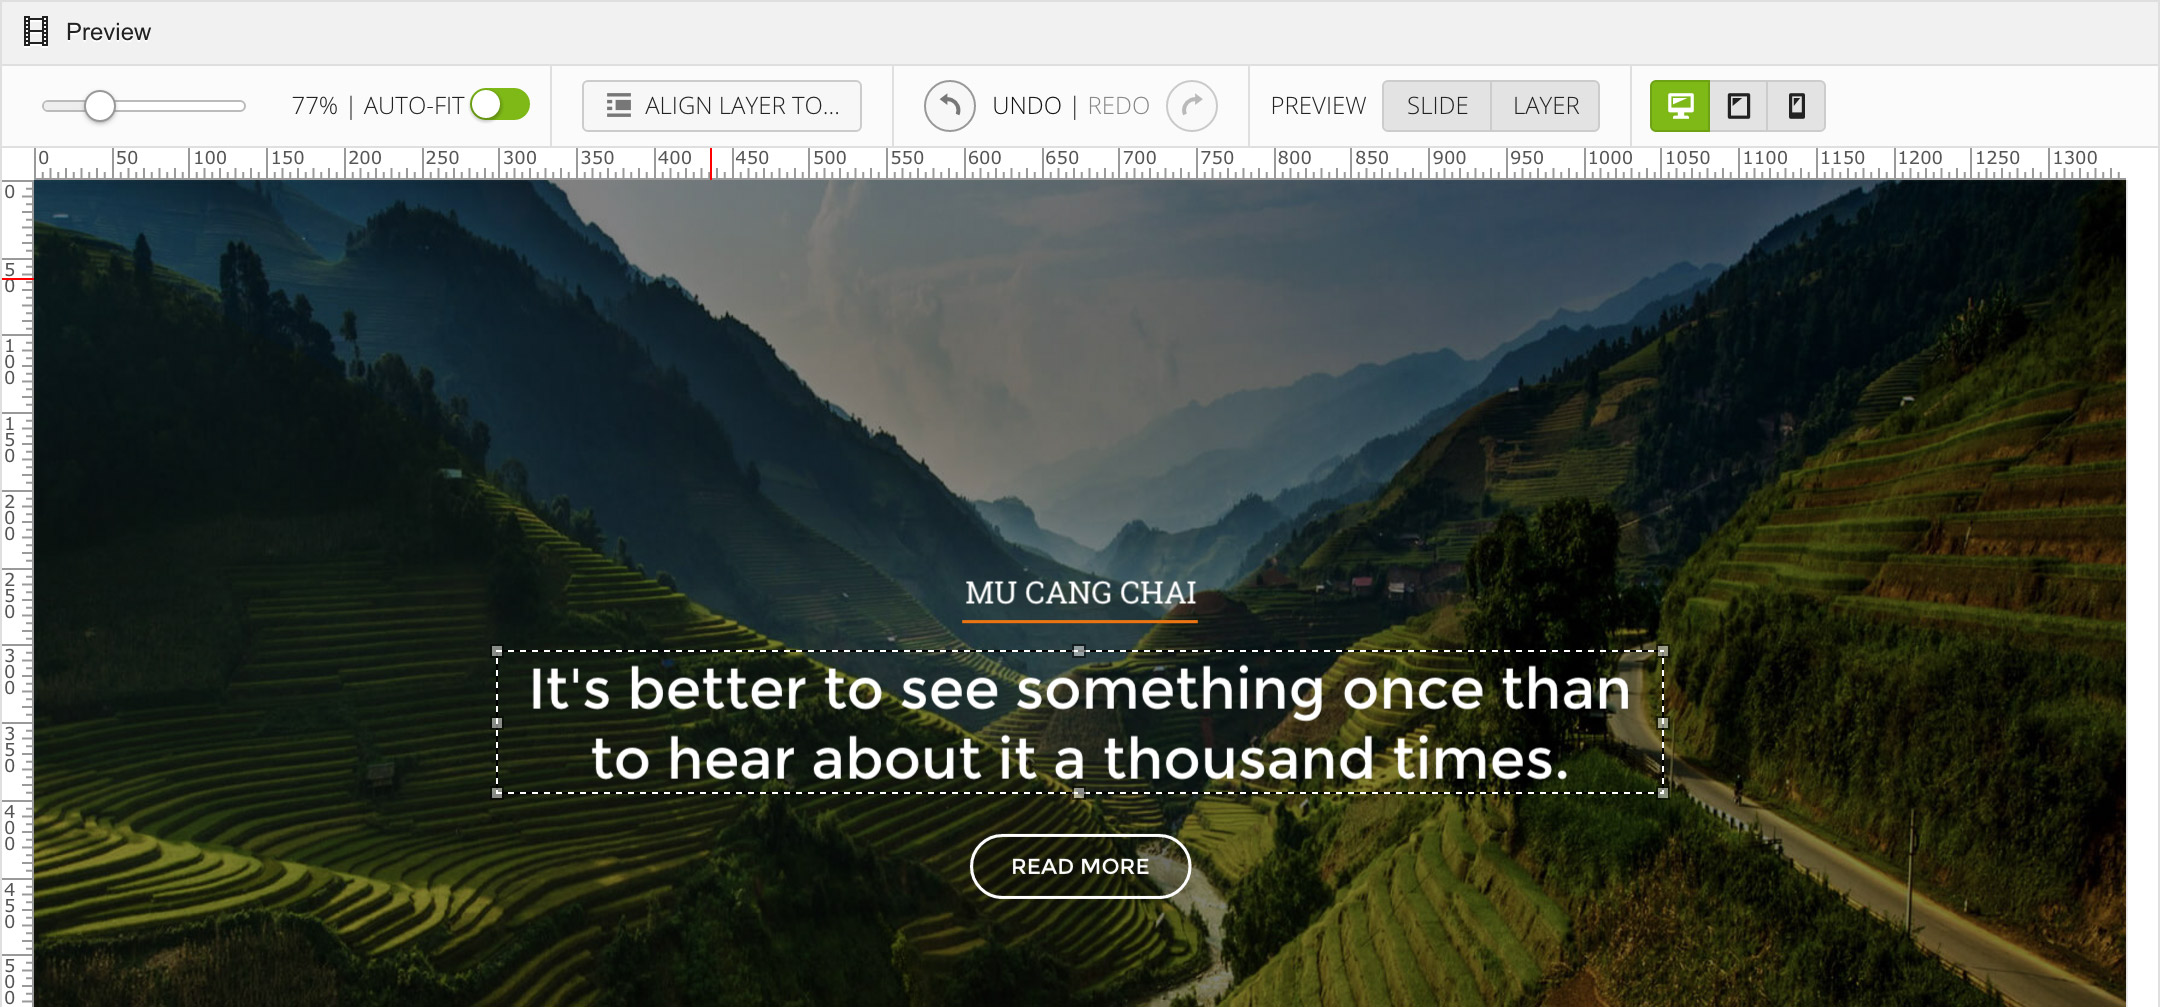 Preview
77% | AUTO-FIT
ALIGN LAYER TO...
UNDO | REDO
PREVIEW
SLIDE
LAYER
0 50 100 150 200 250 300 350 400 450 500 550 600 650 700 750 800 850 900 950 1000 1050 1100 1150 1200 1250 1300
0
50
100
150
200
250
300
350
400
450
500
MU CANG CHAI
It's better to see something once than
to hear about it a thousand times.
READ MORE